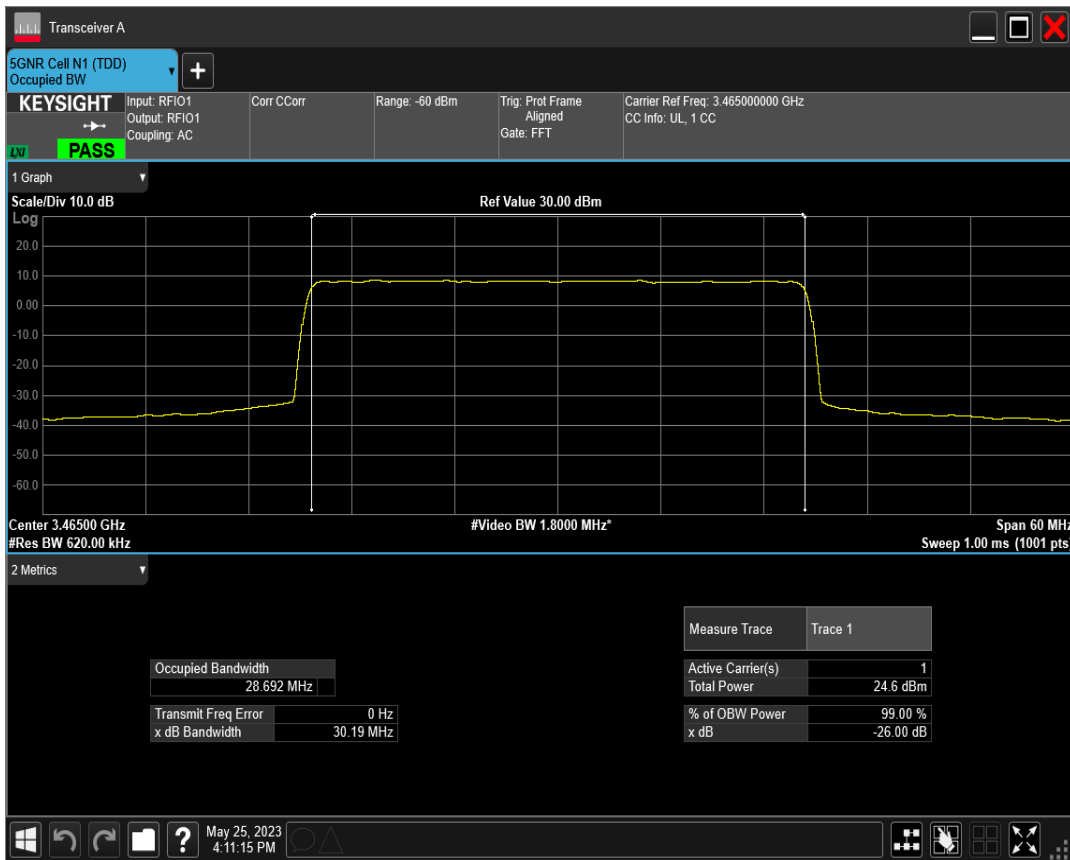 Transceiver A
5GNR Cell N1 (TDD)
Occupied BW
KEYSIGHT
LXI
PASS
Input: RFIO1
Output: RFIO1
Coupling: AC
Corr CCorr
Range: -60 dBm
Trig: Prot Frame
Aligned
Gate: FFT
Carrier Ref Freq: 3.465000000 GHz
CC Info: UL, 1 CC
1 Graph
Scale/Div 10.0 dB
Ref Value 30.00 dBm
Log
20.0
10.0
0.00
-10.0
-20.0
-30.0
-40.0
-50.0
-60.0
Center 3.46500 GHz
#Video BW 1.8000 MHz*
Span 60 MHz
#Res BW 620.00 kHz
Sweep 1.00 ms (1001 pts)
2 Metrics
Measure Trace Trace 1
Occupied Bandwidth
28.692 MHz
Active Carrier(s) 1
Total Power 24.6 dBm
Transmit Freq Error 0 Hz
x dB Bandwidth 30.19 MHz
% of OBW Power 99.00 %
x dB -26.00 dB
?
May 25, 2023
4:11:15 PM